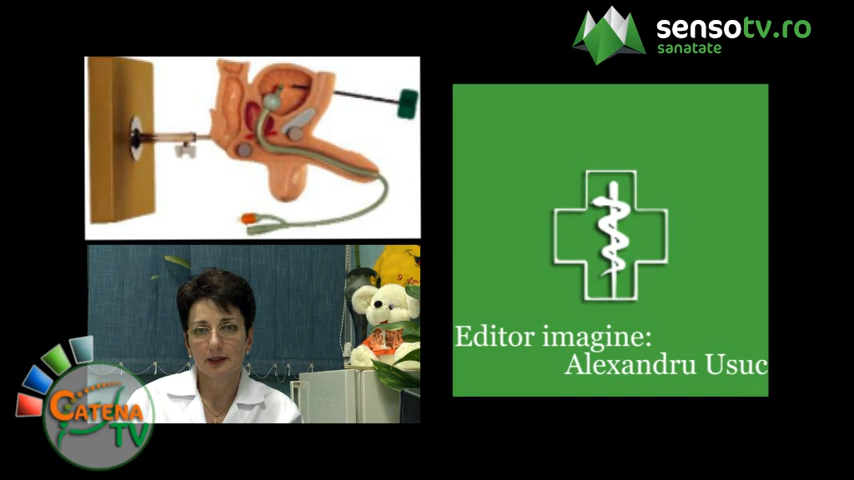 sensotv.ro
sanatate
Editor imagine:
Alexandru Usuc
CATENA
TV